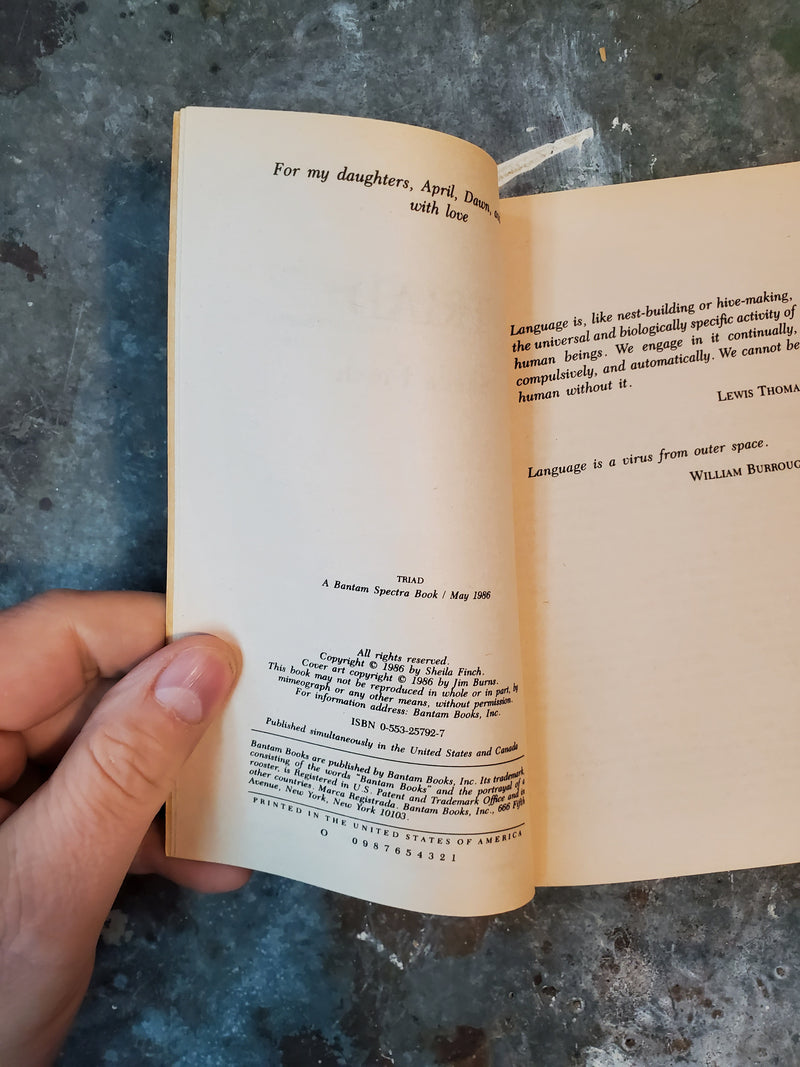 For my daughters, April, Dawn,
with love
TRIAD
A Bantam Spectra Book / May 1986
All rights reserved.
Copyright © 1986 by Sheila Finch.
Cover art copyright © 1986 by Jim Burns.
This book may not be reproduced in whole or in part, by
mimeograph or any other means, without permission.
For information address: Bantam Books, Inc.
ISBN 0-553-25792-7
Published simultaneously in the United States and Canada
Bantam Books are published by Bantam Books, Inc. Its trademark,
consisting of the words "Bantam Books" and the portrayal of a
rooster, is Registered in U.S. Patent and Trademark Office and in
other countries. Marca Registrada. Bantam Books, Inc., 666 Fifth
Avenue, New York, New York 10103.
PRINTED IN THE UNITED STATES OF AMERICA
O 0987654321
Language is, like nest-building or hive-making,
the universal and biologically specific activity of
human beings. We engage in it continually,
compulsively, and automatically. We cannot be
human without it.
LEWIS THOMA
Language is a virus from outer space.
WILLIAM BURROUG